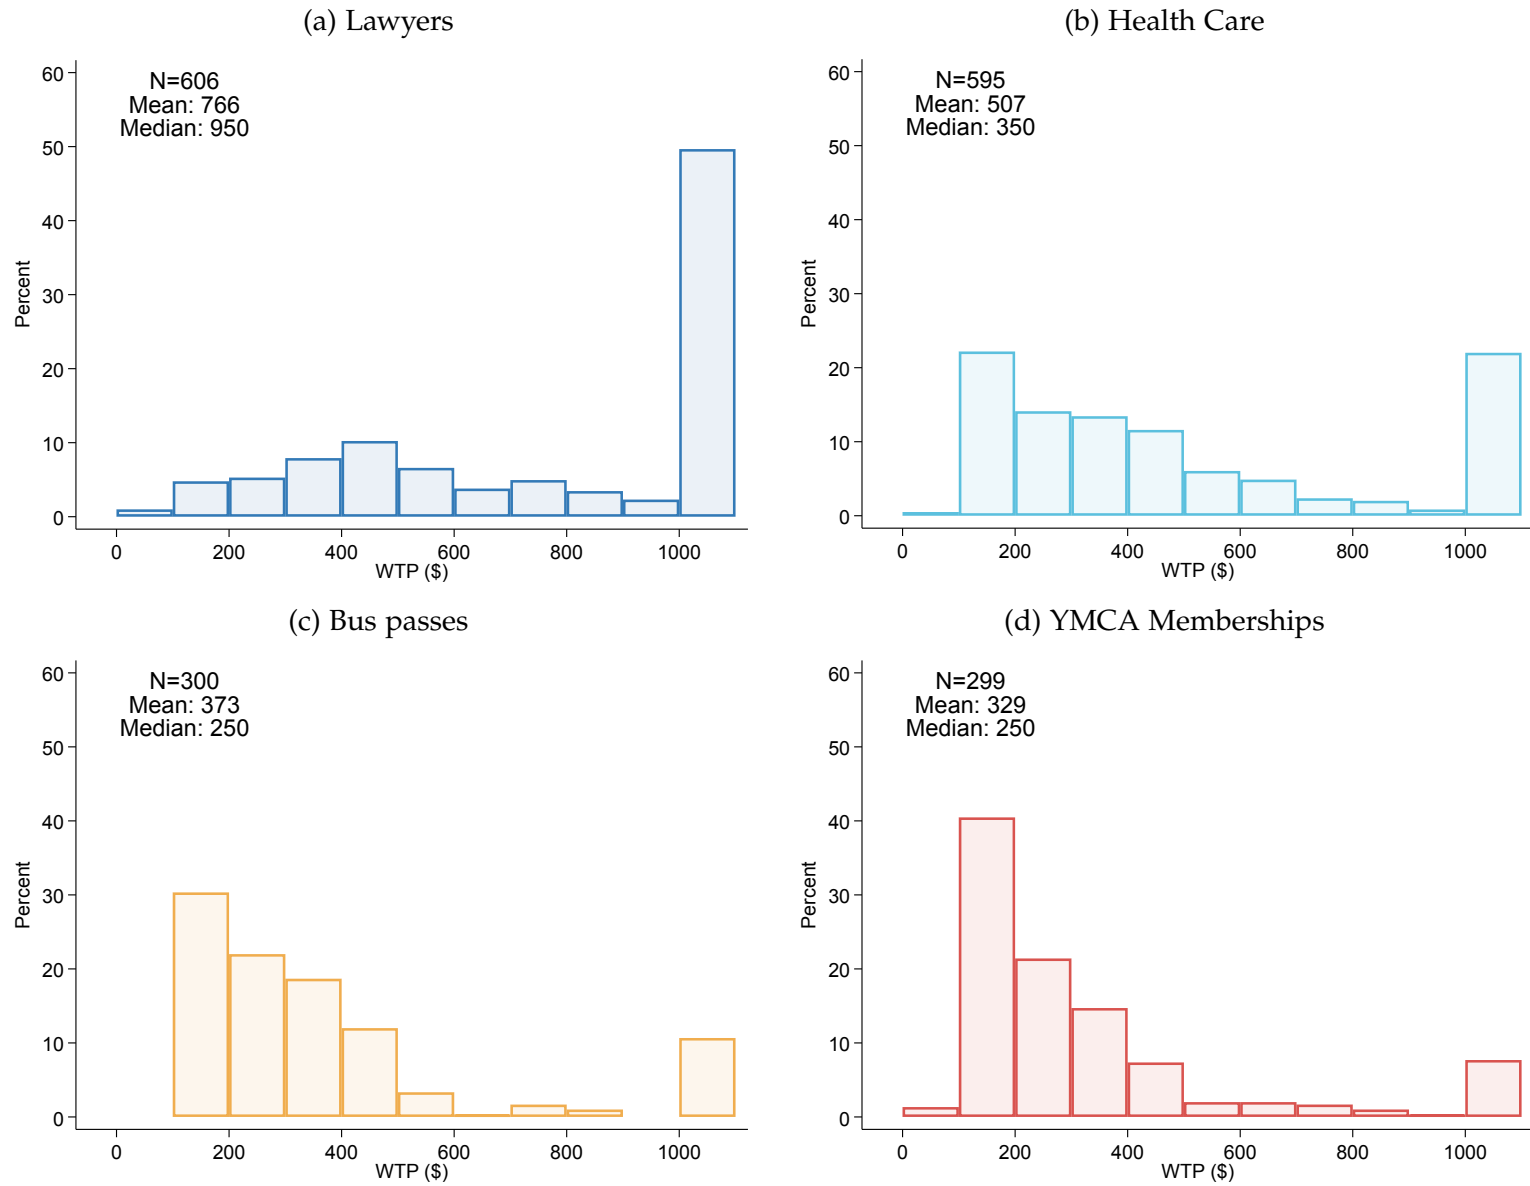 (a) Lawyers
N=606
Mean: 766
Median: 950
60
50
40
30
20
10
0
Percent
0 200 400 600 800 1000
WTP ($)
(b) Health Care
N=595
Mean: 507
Median: 350
60
50
40
30
20
10
0
Percent
0 200 400 600 800 1000
WTP ($)
(c) Bus passes
N=300
Mean: 373
Median: 250
60
50
40
30
20
10
0
Percent
0 200 400 600 800 1000
WTP ($)
(d) YMCA Memberships
N=299
Mean: 329
Median: 250
60
50
40
30
20
10
0
Percent
0 200 400 600 800 1000
WTP ($)